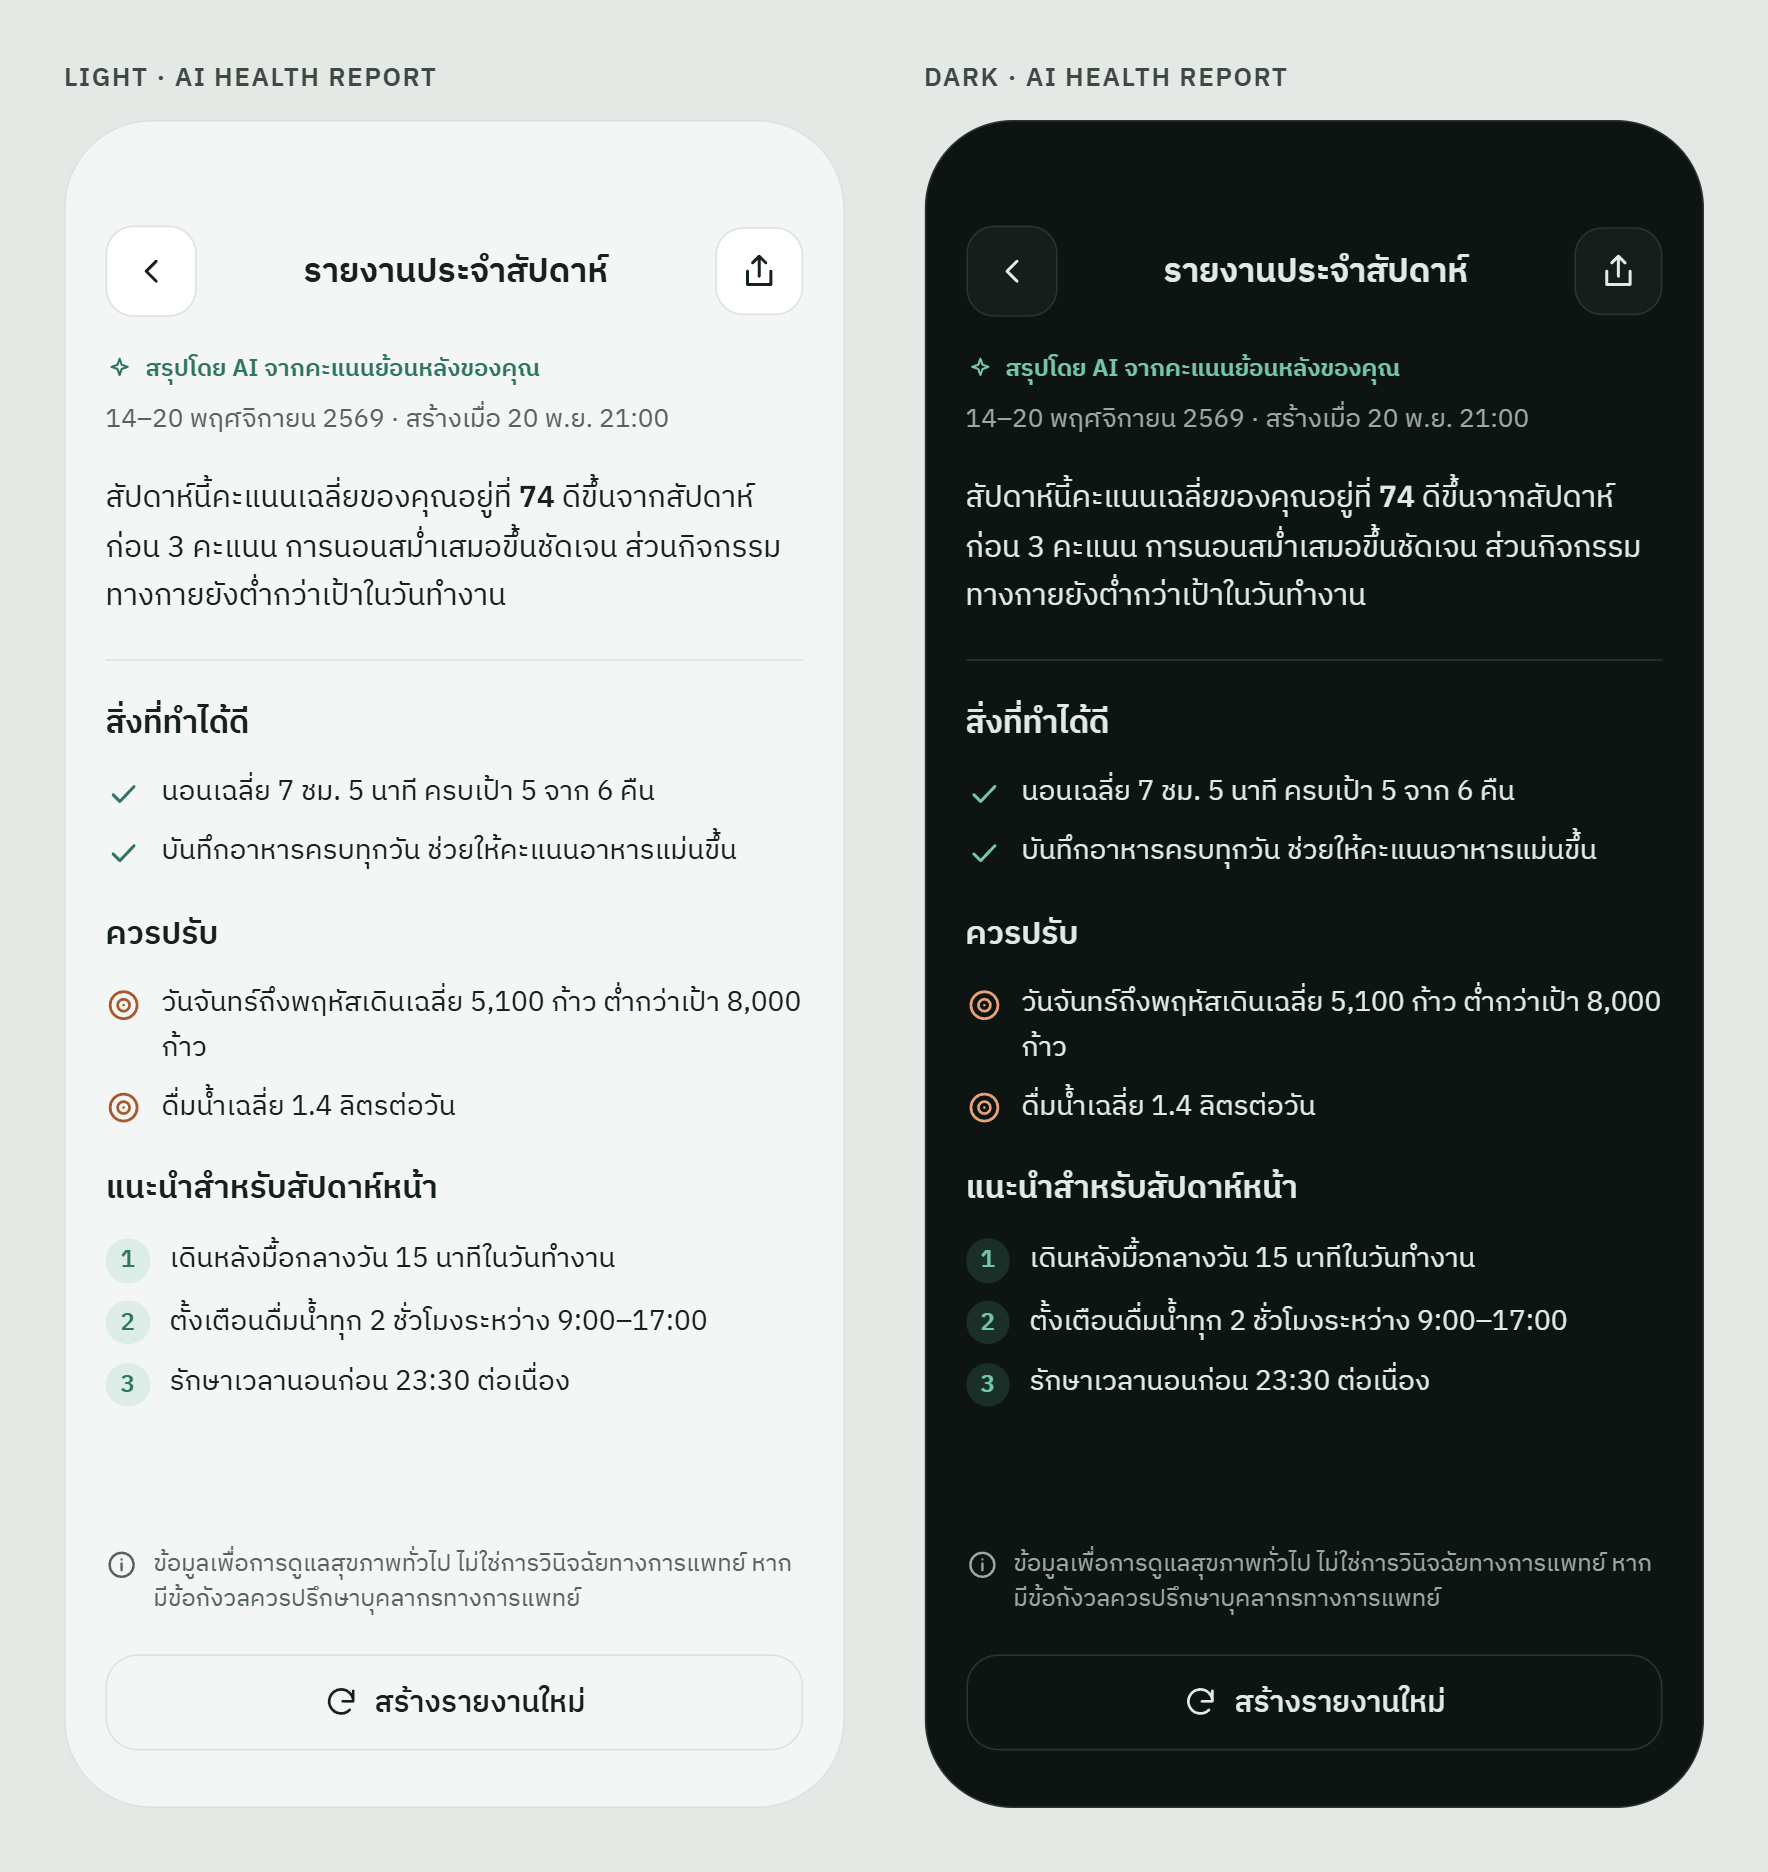 LIGHT · AI HEALTH REPORT
รายงานประจำสัปดาห์
สรุปโดย AI จากคะแนนย้อนหลังของคุณ
14–20 พฤศจิกายน 2569 · สร้างเมื่อ 20 พ.ย. 21:00
สัปดาห์นี้คะแนนเฉลี่ยของคุณอยู่ที่ 74 ดีขึ้นจากสัปดาห์
ก่อน 3 คะแนน การนอนสม่ำเสมอขึ้นชัดเจน ส่วนกิจกรรม
ทางกายยังต่ำกว่าเป้าในวันทำงาน
สิ่งที่ทำได้ดี
นอนเฉลี่ย 7 ชม. 5 นาที ครบเป้า 5 จาก 6 คืน
บันทึกอาหารครบทุกวัน ช่วยให้คะแนนอาหารแม่นขึ้น
ควรปรับ
วันจันทร์ถึงพฤหัสเดินเฉลี่ย 5,100 ก้าว ต่ำกว่าเป้า 8,000
ก้าว
ดื่มน้ำเฉลี่ย 1.4 ลิตรต่อวัน
แนะนำสำหรับสัปดาห์หน้า
1 เดินหลังมื้อกลางวัน 15 นาทีในวันทำงาน
2 ตั้งเตือนดื่มน้ำทุก 2 ชั่วโมงระหว่าง 9:00–17:00
3 รักษาเวลานอนก่อน 23:30 ต่อเนื่อง
ข้อมูลเพื่อการดูแลสุขภาพทั่วไป ไม่ใช่การวินิจฉัยทางการแพทย์ หาก
มีข้อกังวลควรปรึกษาบุคลากรทางการแพทย์
สร้างรายงานใหม่
DARK · AI HEALTH REPORT
รายงานประจำสัปดาห์
สรุปโดย AI จากคะแนนย้อนหลังของคุณ
14–20 พฤศจิกายน 2569 · สร้างเมื่อ 20 พ.ย. 21:00
สัปดาห์นี้คะแนนเฉลี่ยของคุณอยู่ที่ 74 ดีขึ้นจากสัปดาห์
ก่อน 3 คะแนน การนอนสม่ำเสมอขึ้นชัดเจน ส่วนกิจกรรม
ทางกายยังต่ำกว่าเป้าในวันทำงาน
สิ่งที่ทำได้ดี
นอนเฉลี่ย 7 ชม. 5 นาที ครบเป้า 5 จาก 6 คืน
บันทึกอาหารครบทุกวัน ช่วยให้คะแนนอาหารแม่นขึ้น
ควรปรับ
วันจันทร์ถึงพฤหัสเดินเฉลี่ย 5,100 ก้าว ต่ำกว่าเป้า 8,000
ก้าว
ดื่มน้ำเฉลี่ย 1.4 ลิตรต่อวัน
แนะนำสำหรับสัปดาห์หน้า
1 เดินหลังมื้อกลางวัน 15 นาทีในวันทำงาน
2 ตั้งเตือนดื่มน้ำทุก 2 ชั่วโมงระหว่าง 9:00–17:00
3 รักษาเวลานอนก่อน 23:30 ต่อเนื่อง
ข้อมูลเพื่อการดูแลสุขภาพทั่วไป ไม่ใช่การวินิจฉัยทางการแพทย์ หาก
มีข้อกังวลควรปรึกษาบุคลากรทางการแพทย์
สร้างรายงานใหม่